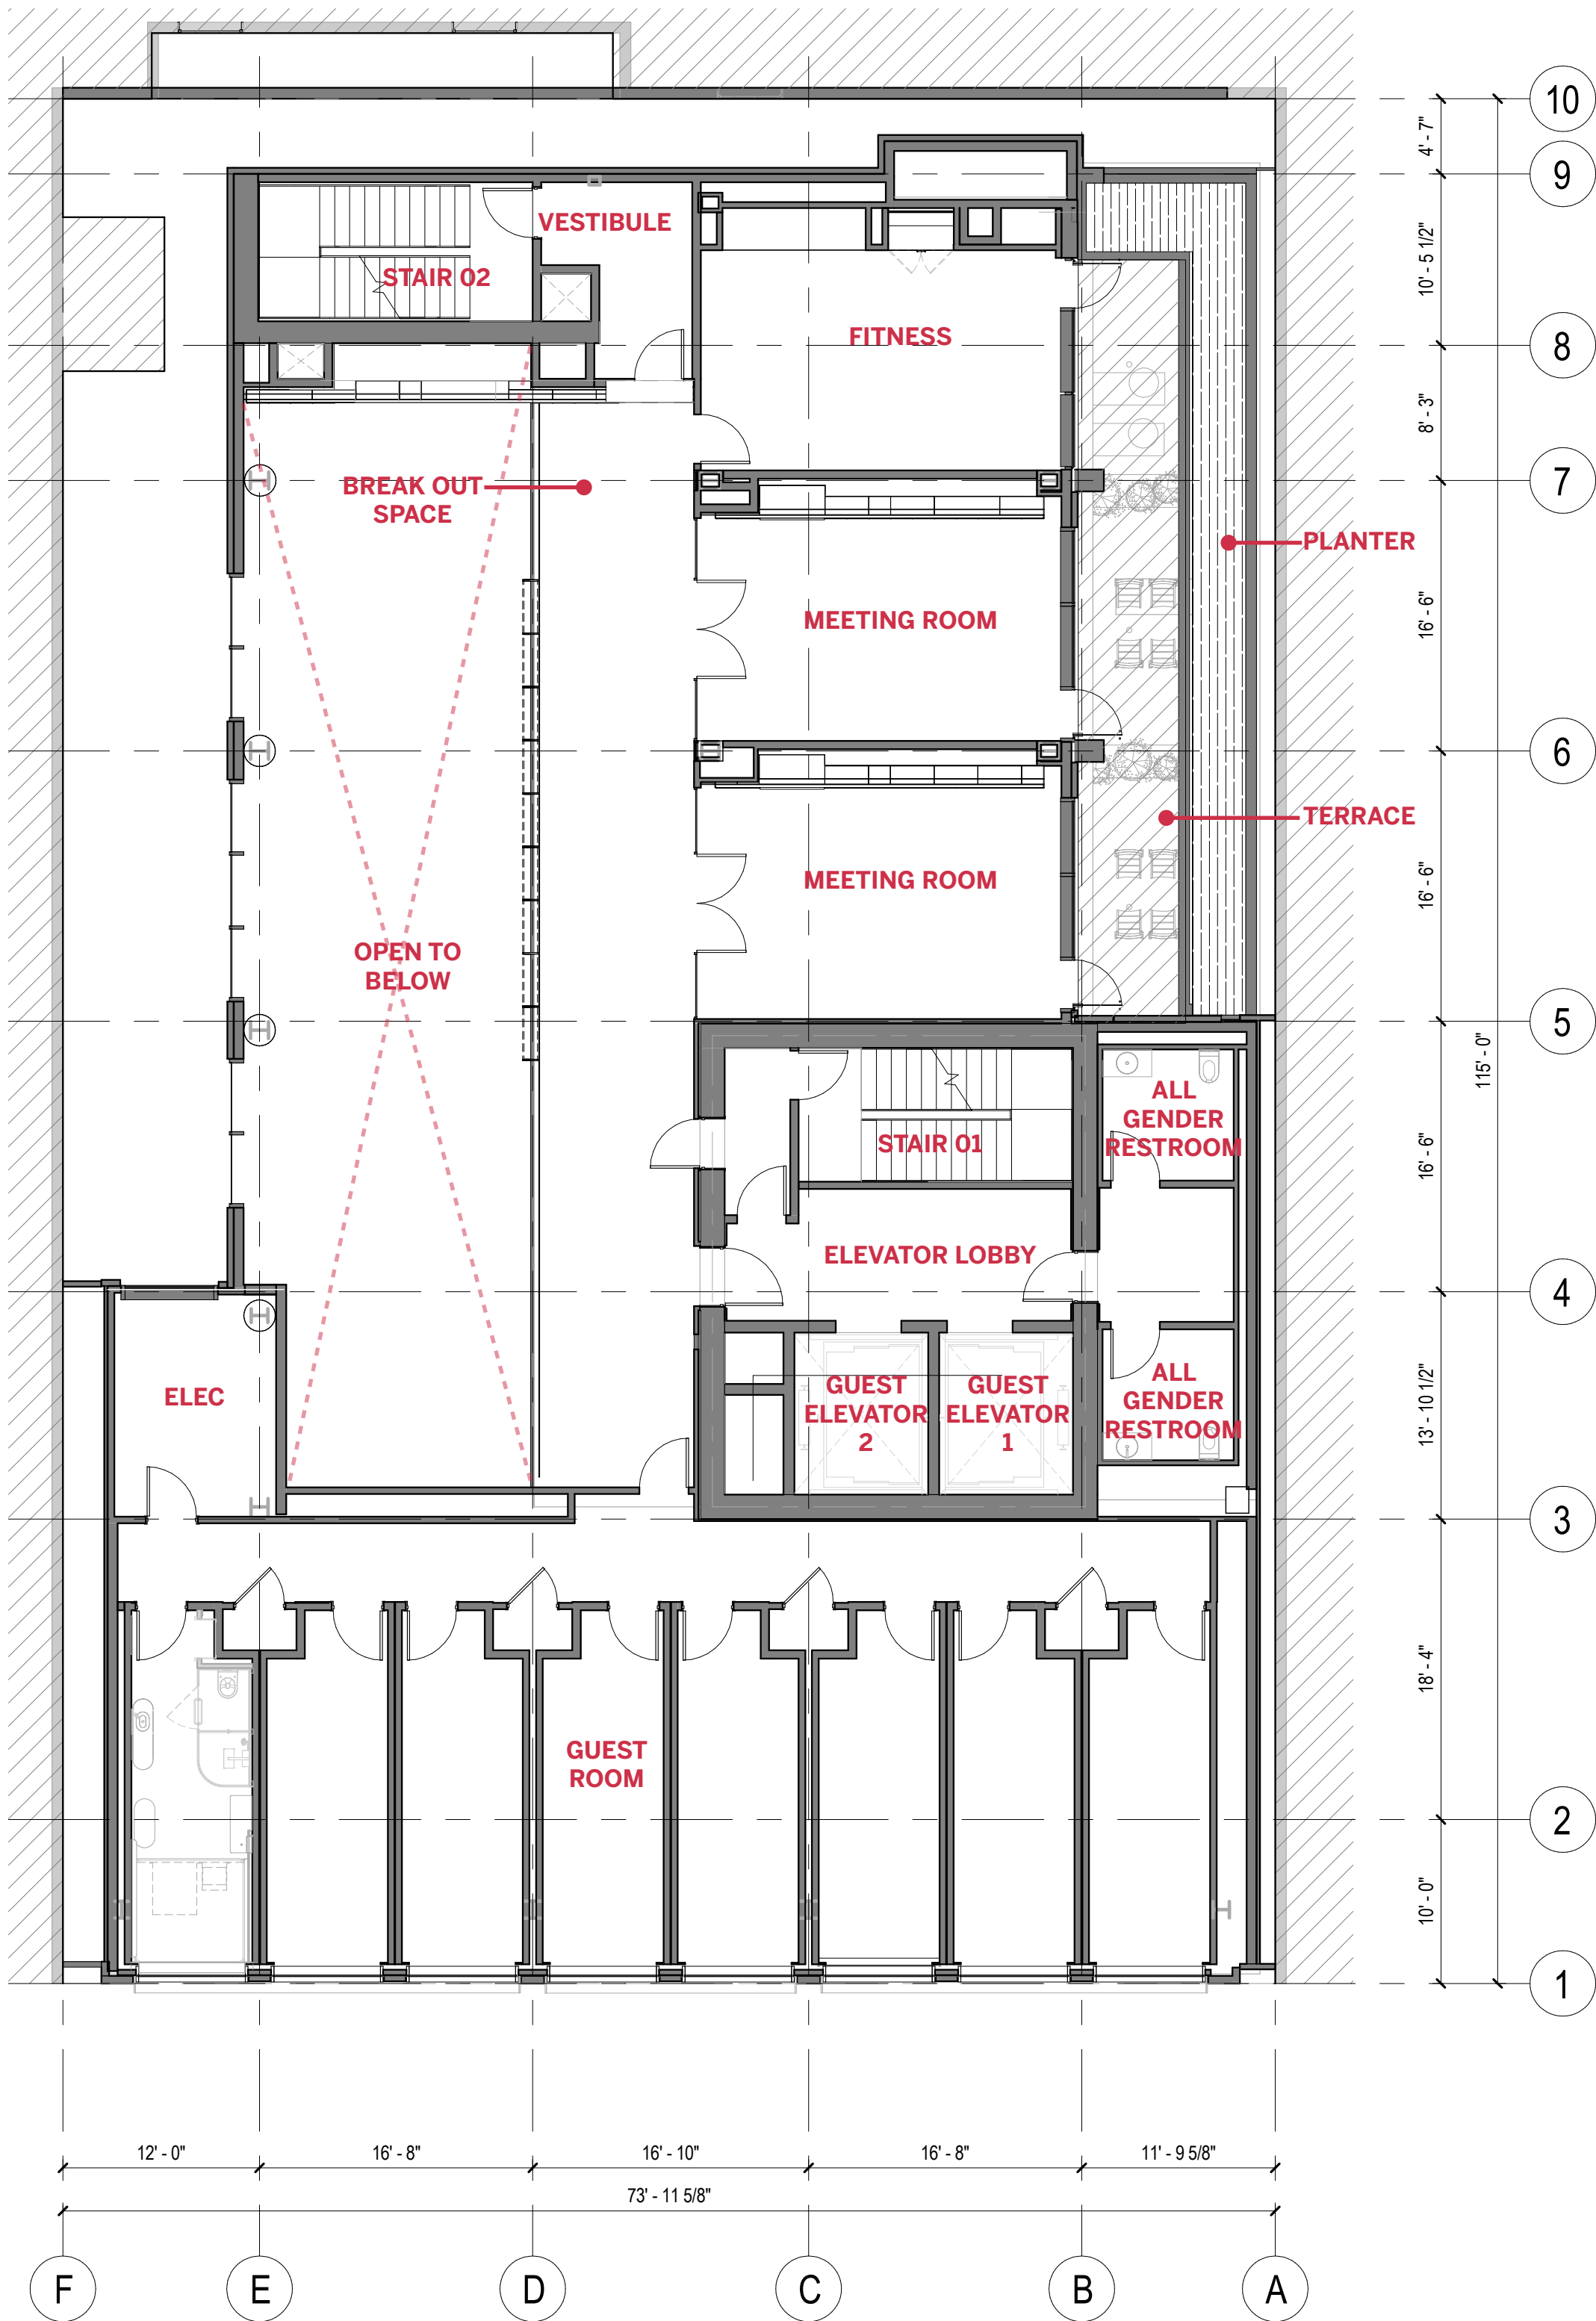 10
4' - 7"
9
VESTIBULE
10' - 5 1/2"
STAIR 02
FITNESS
8
8' - 3"
BREAK OUT
SPACE
7
PLANTER
16' - 6"
MEETING ROOM
6
TERRACE
MEETING ROOM
16' - 6"
OPEN TO
BELOW
5
115' - 0"
ALL
GENDER
RESTROOM
STAIR 01
16' - 6"
ELEVATOR LOBBY
4
ELEC
GUEST
ELEVATOR
2
GUEST
ELEVATOR
1
ALL
GENDER
RESTROOM
13' - 10 1/2"
3
18' - 4"
GUEST
ROOM
2
10' - 0"
1
12' - 0"
16' - 8"
16' - 10"
16' - 8"
11' - 9 5/8"
73' - 11 5/8"
F
E
D
C
B
A